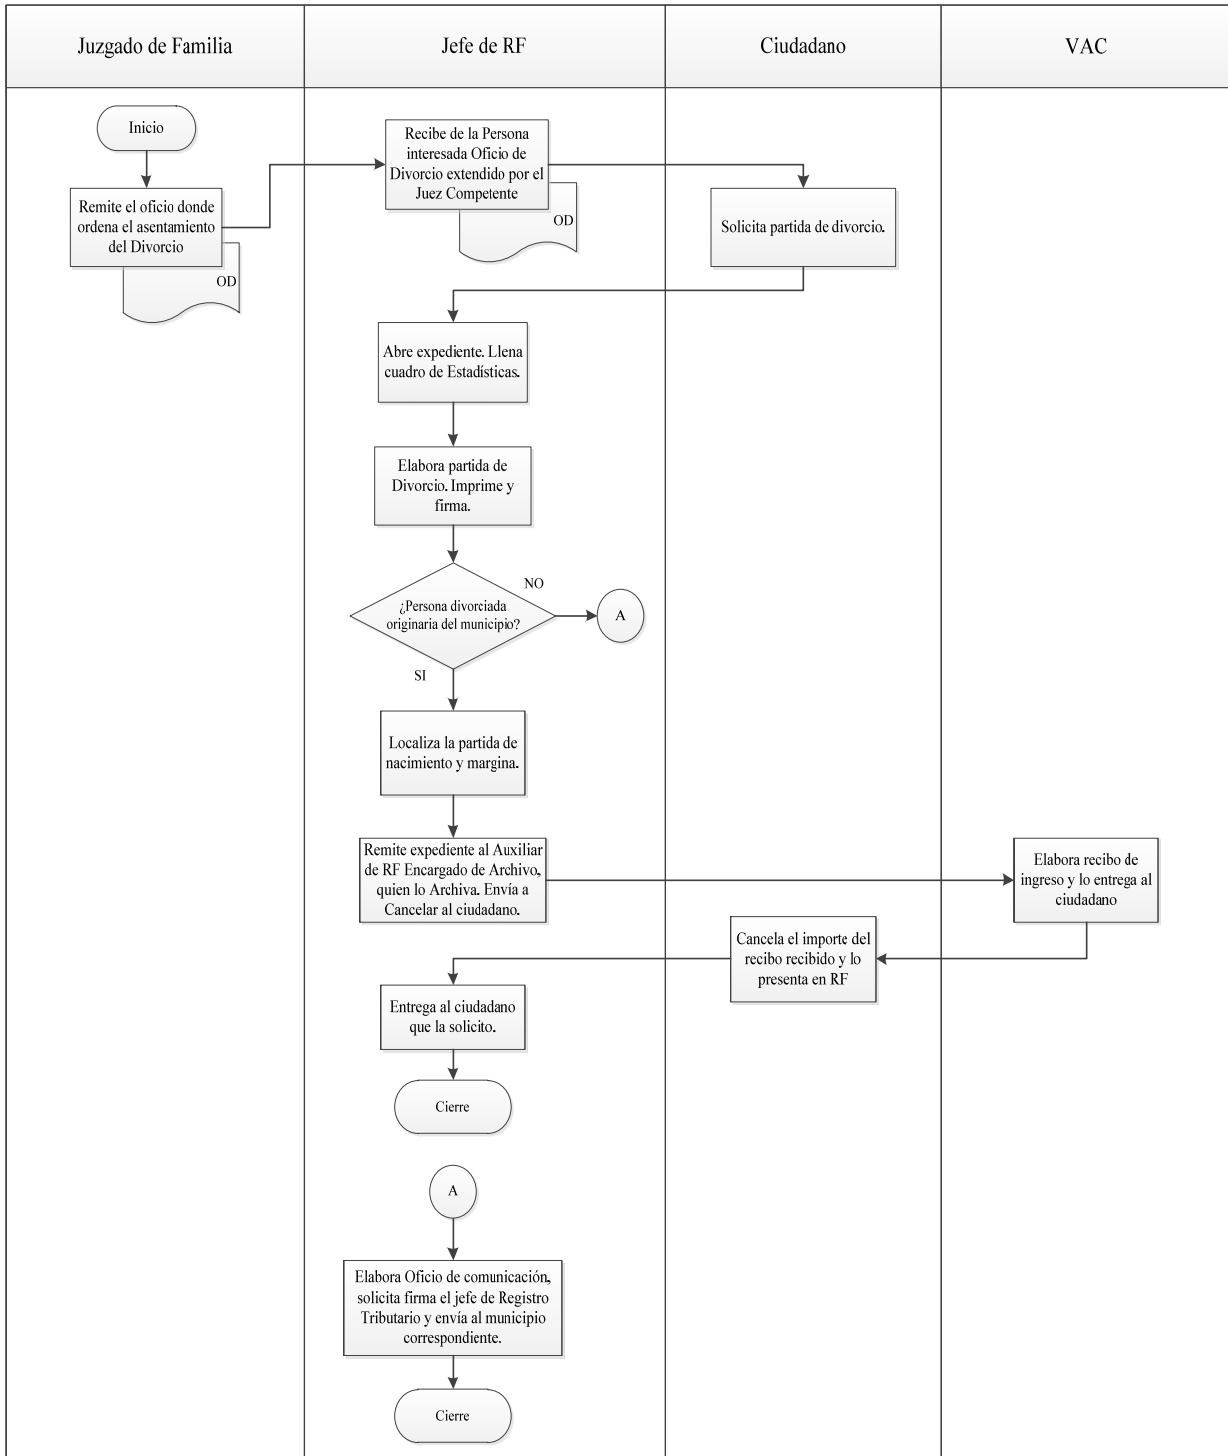 Juzgado de Familia
Jefe de RF
Ciudadano
VAC
Inicio
Remite el oficio donde
ordena el asentamiento
del Divorcio
OD
Recibe de la Persona
interesada Oficio de
Divorcio extendido por el
Juez Competente
OD
Solicita partida de divorcio.
Abre expediente. Llena
cuadro de Estadísticas.
Elabora partida de
Divorcio. Imprime y
firma.
¿Persona divorciada
originaria del municipio?
NO
A
SI
Localiza la partida de
nacimiento y margina.
Remite expediente al Auxiliar
de RF Encargado de Archivo,
quien lo Archiva. Envía a
Cancelar al ciudadano.
Elabora recibo de
ingreso y lo entrega al
ciudadano
Cancela el importe del
recibo recibido y lo
presenta en RF
Entrega al ciudadano
que la solicito.
Cierre
A
Elabora Oficio de comunicación,
solicita firma el jefe de Registro
Tributario y envía al municipio
correspondiente.
Cierre